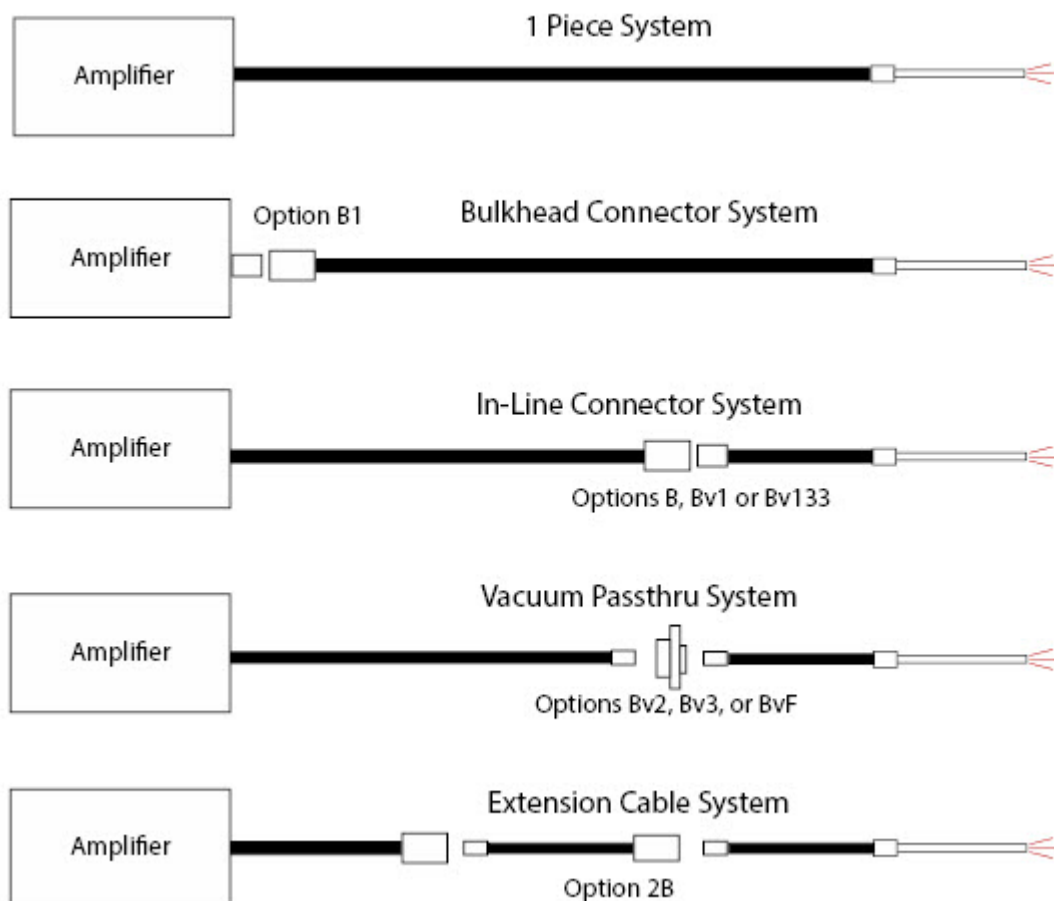 1 Piece System
Amplifier
Option B1
Bulkhead Connector System
Amplifier
In-Line Connector System
Amplifier
Options B, Bv1 or Bv133
Vacuum Passthru System
Amplifier
Options Bv2, Bv3, or BvF
Extension Cable System
Amplifier
Option 2B